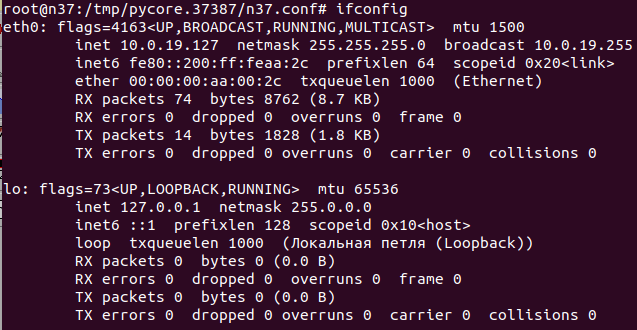 root@n37:/tmp/pycore.37387/n37.conf# ifconfig
eth0: flags=4163<UP,BROADCAST,RUNNING,MULTICAST>  mtu 1500
        inet 10.0.19.127  netmask 255.255.255.0  broadcast 10.0.19.255
        inet6 fe80::200:ff:feaa:2c  prefixlen 64  scopeid 0x20<link>
        ether 00:00:00:aa:00:2c  txqueuelen 1000  (Ethernet)
        RX packets 74  bytes 8762 (8.7 KB)
        RX errors 0  dropped 0  overruns 0  frame 0
        TX packets 14  bytes 1828 (1.8 KB)
        TX errors 0  dropped 0 overruns 0  carrier 0  collisions 0
lo: flags=73<UP,LOOPBACK,RUNNING>  mtu 65536
        inet 127.0.0.1  netmask 255.0.0.0
        inet6 ::1  prefixlen 128  scopeid 0x10<host>
        loop  txqueuelen 1000  (Локальная петля (Loopback))
        RX packets 0  bytes 0 (0.0 B)
        RX errors 0  dropped 0  overruns 0  frame 0
        TX packets 0  bytes 0 (0.0 B)
        TX errors 0  dropped 0 overruns 0  carrier 0  collisions 0